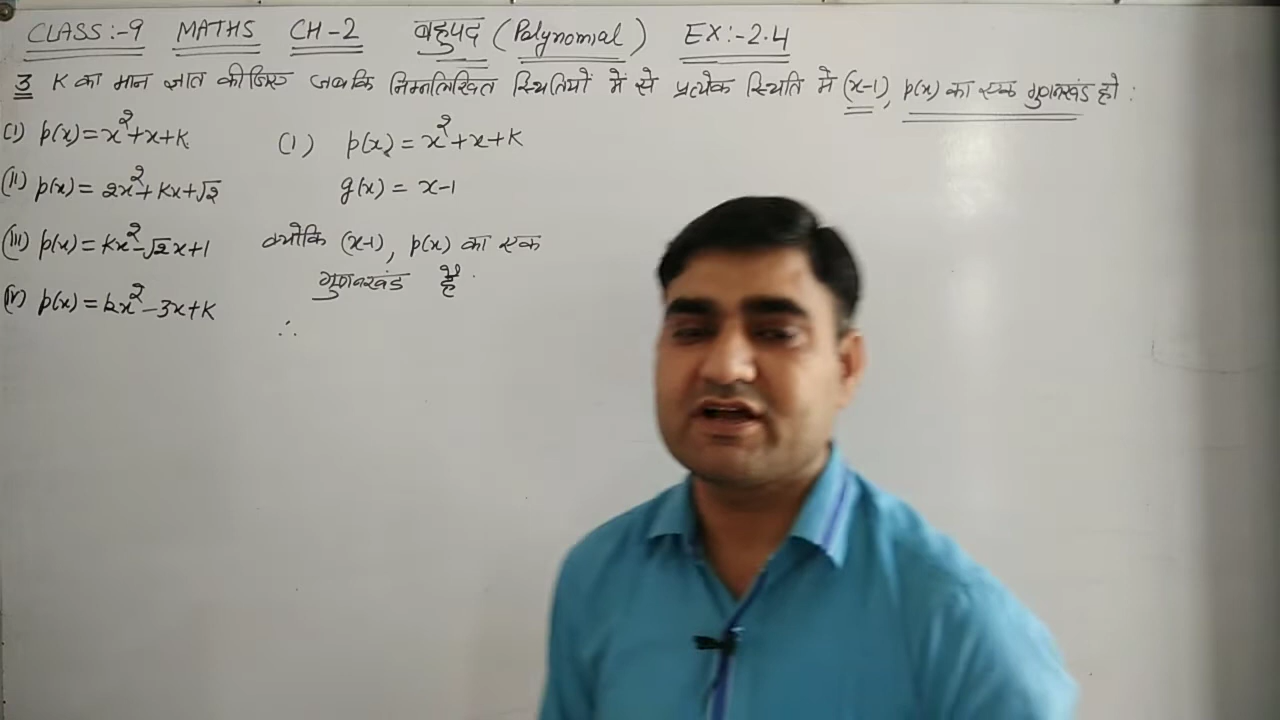 CLASS:-9 MATHS CH-2 बहुपद (Polynomial) EX:-2.4
3 K का मान ज्ञात कीजिए जबकि निम्नलिखित स्थितियों में से प्रत्येक स्थिति में (x-1), p(x) का एक गुणनखंड हो :
(i) p(x)=x²+x+K
(ii) p(x)= 2x²+Kx+√2
(iii) p(x)=Kx²-√2x+1
(iv) p(x)=kx²-3x+K
(i) p(x)=x²+x+K
g(x) = x-1
क्योकि (x-1), p(x) का एक
गुणनखंड है.
∴